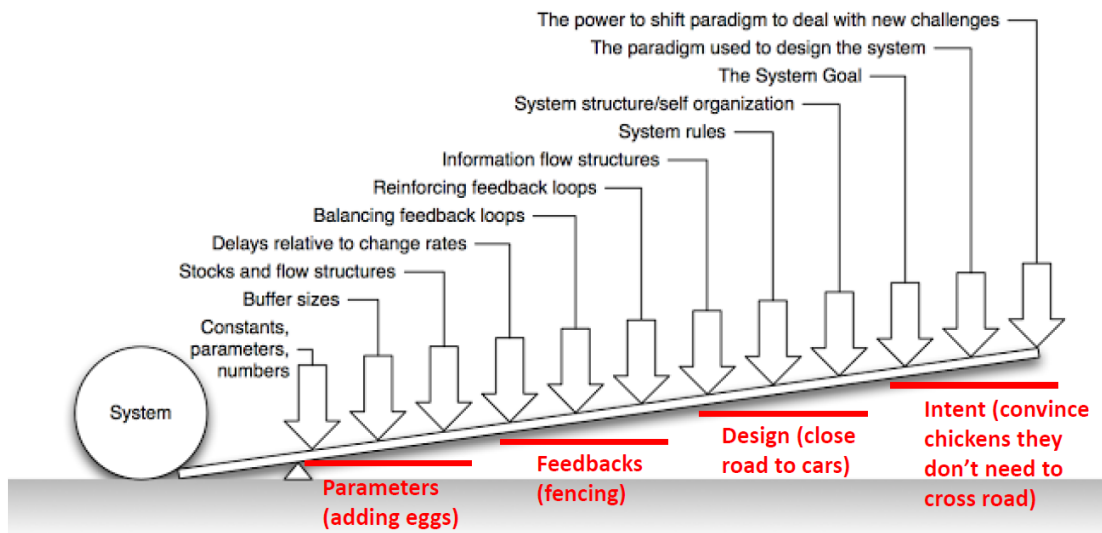 The power to shift paradigm to deal with new challenges
The paradigm used to design the system
The System Goal
System structure/self organization
System rules
Information flow structures
Reinforcing feedback loops
Balancing feedback loops
Delays relative to change rates
Stocks and flow structures
Buffer sizes
Constants,
parameters,
numbers
System
Parameters
(adding eggs)
Feedbacks
(fencing)
Design (close
road to cars)
Intent (convince
chickens they
don’t need to
cross road)